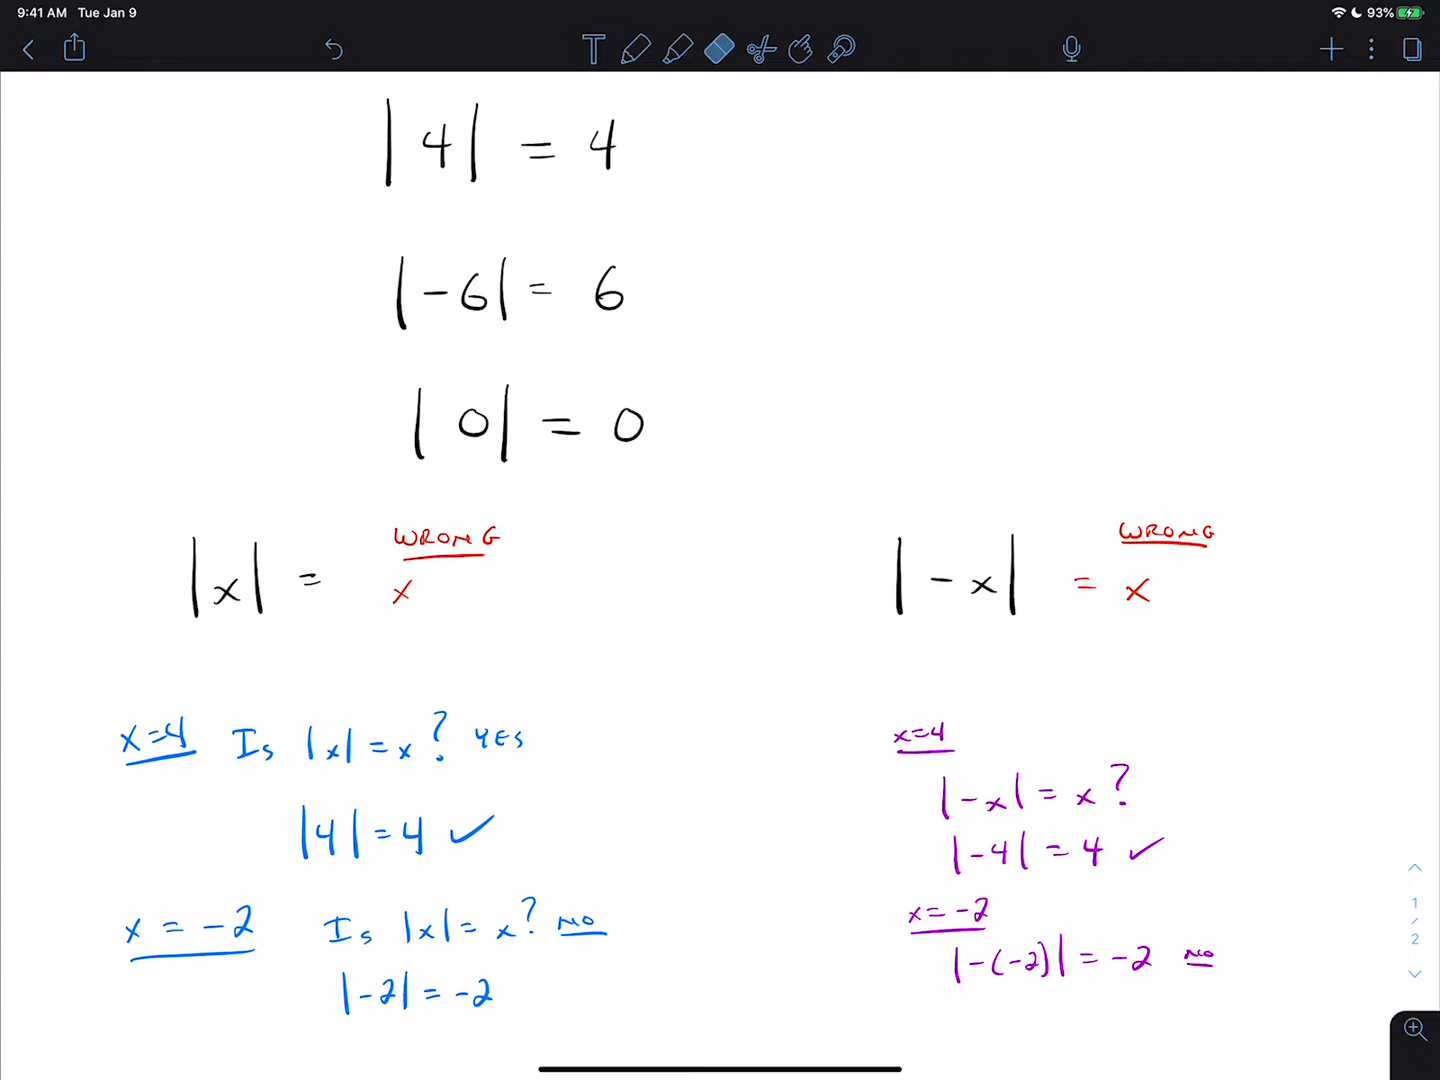 9:41 AM Tue Jan 9
93%
T
|4| = 4
|-6| = 6
|0| = 0
WRONG
|x| = x
WRONG
|-x| = x
x=4 Is |x| = x? YES
|4| = 4 ✓
x = -2 Is |x| = x? NO
|-2| = -2
x=4
|-x| = x?
|-4| = 4 ✓
x=-2
|-(-2)| = -2 NO
1
/
2